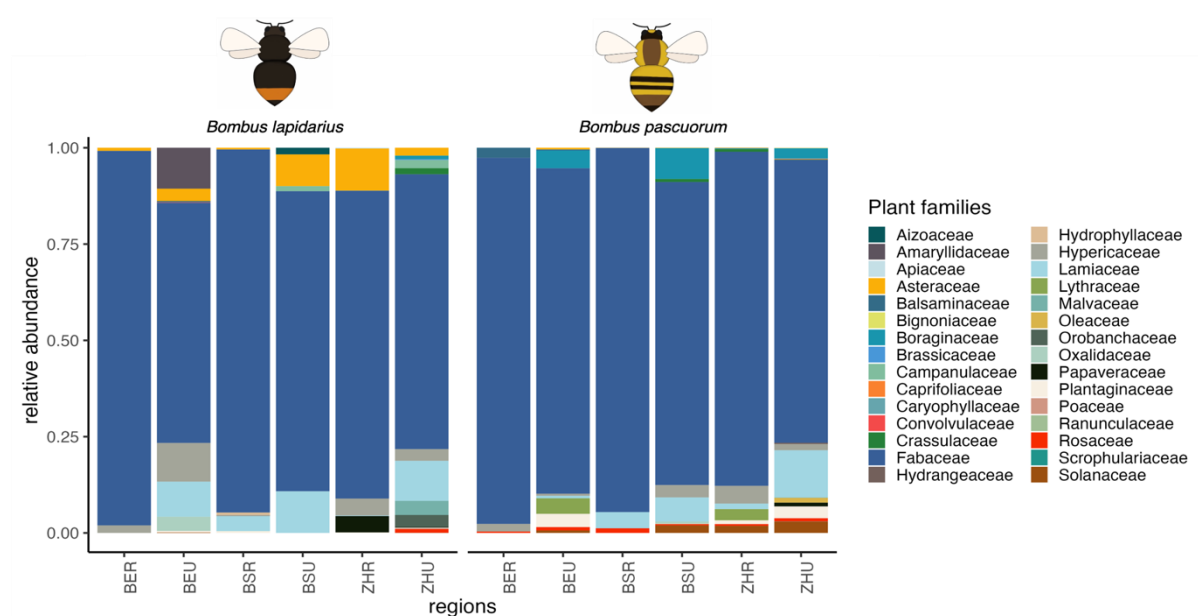 Bombus lapidarius
Bombus pascuorum
relative abundance
1.00
0.75
0.50
0.25
0.00
BER
BEU
BSR
BSU
ZHR
ZHU
BER
BEU
BSR
BSU
ZHR
ZHU
regions
Plant families
Aizoaceae
Amaryllidaceae
Apiaceae
Asteraceae
Balsaminaceae
Bignoniaceae
Boraginaceae
Brassicaceae
Campanulaceae
Caprifoliaceae
Caryophyllaceae
Convolvulaceae
Crassulaceae
Fabaceae
Hydrangeaceae
Hydrophyllaceae
Hypericaceae
Lamiaceae
Lythraceae
Malvaceae
Oleaceae
Orobanchaceae
Oxalidaceae
Papaveraceae
Plantaginaceae
Poaceae
Ranunculaceae
Rosaceae
Scrophulariaceae
Solanaceae